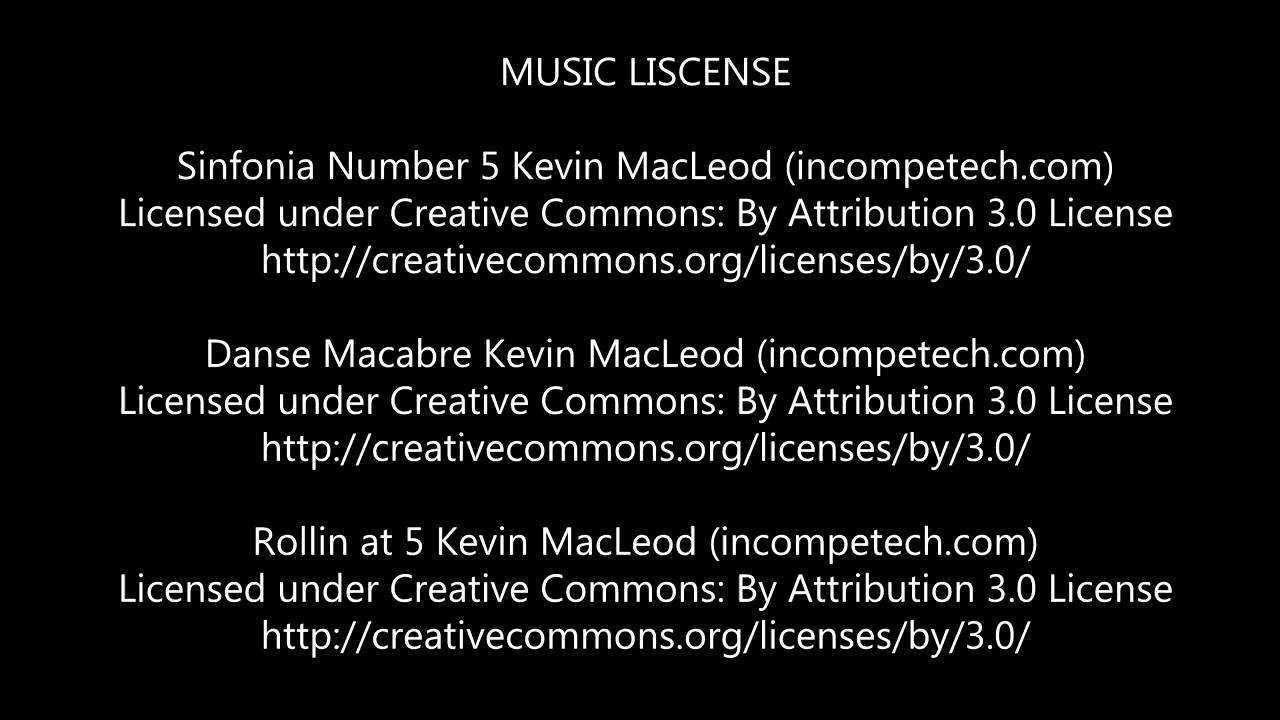 MUSIC LISCENSE
Sinfonia Number 5 Kevin MacLeod (incompetech.com)
Licensed under Creative Commons: By Attribution 3.0 License
http://creativecommons.org/licenses/by/3.0/
Danse Macabre Kevin MacLeod (incompetech.com)
Licensed under Creative Commons: By Attribution 3.0 License
http://creativecommons.org/licenses/by/3.0/
Rollin at 5 Kevin MacLeod (incompetech.com)
Licensed under Creative Commons: By Attribution 3.0 License
http://creativecommons.org/licenses/by/3.0/